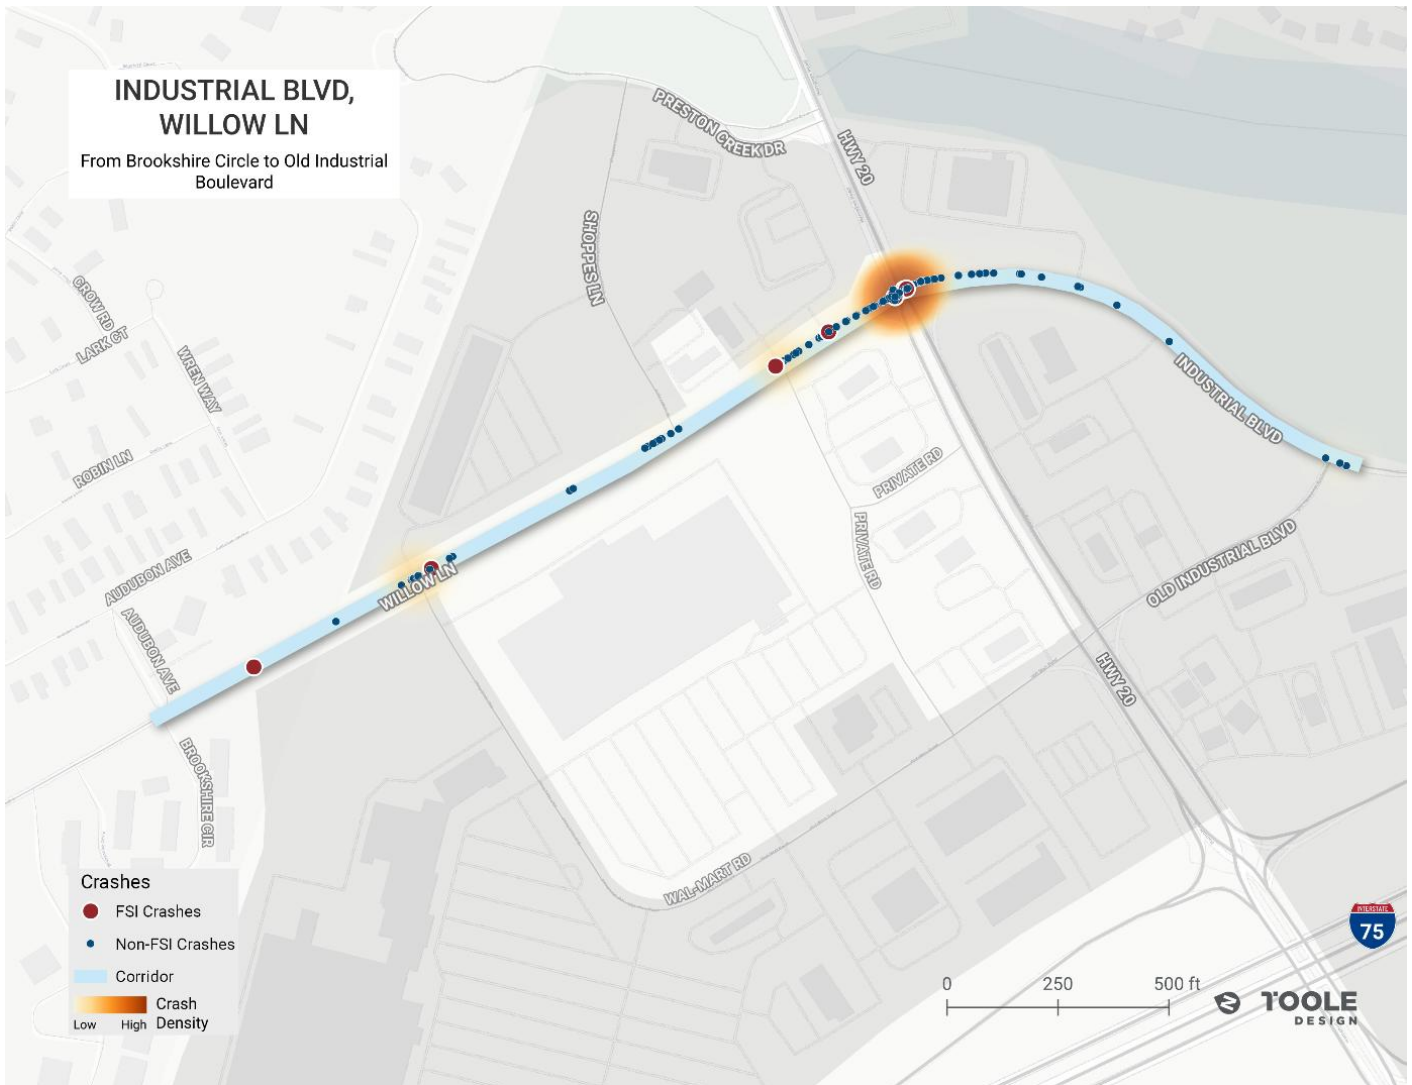 INDUSTRIAL BLVD,
WILLOW LN
From Brookshire Circle to Old Industrial
Boulevard
PRESTON CREEK DR
HWY 20
SHOPPES LN
CROW RD
LARK CT
WREN WAY
ROBIN LN
INDUSTRIAL BLVD
PRIVATE RD
PRIVATE RD
OLD INDUSTRIAL BLVD
AUDUBON AVE
WILLOW LN
AUDUBON AVE
HWY 20
BROOKSHIRE CIR
WAL-MART RD
Crashes
FSI Crashes
Non-FSI Crashes
Corridor
Crash
Low High Density
INTERSTATE
75
0 250 500 ft
TOOLE
DESIGN